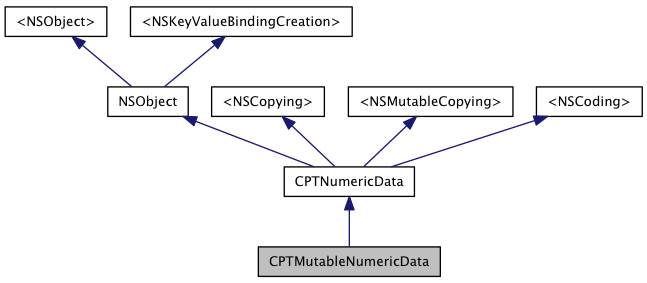 <NSObject>
<NSKeyValueBindingCreation>
NSObject
<NSCopying>
<NSMutableCopying>
<NSCoding>
CPTNumericData
CPTMutableNumericData